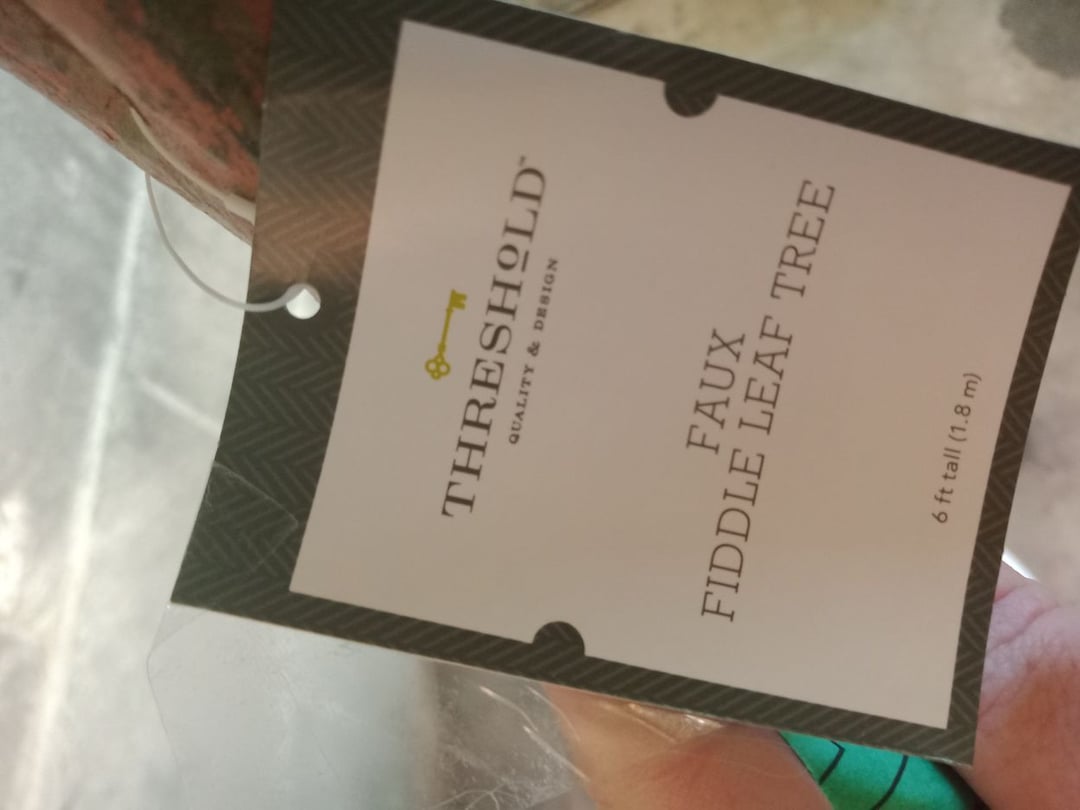 THRESHOLD™
QUALITY & DESIGN
FAUX
FIDDLE LEAF TREE
6 ft tall (1.8 m)